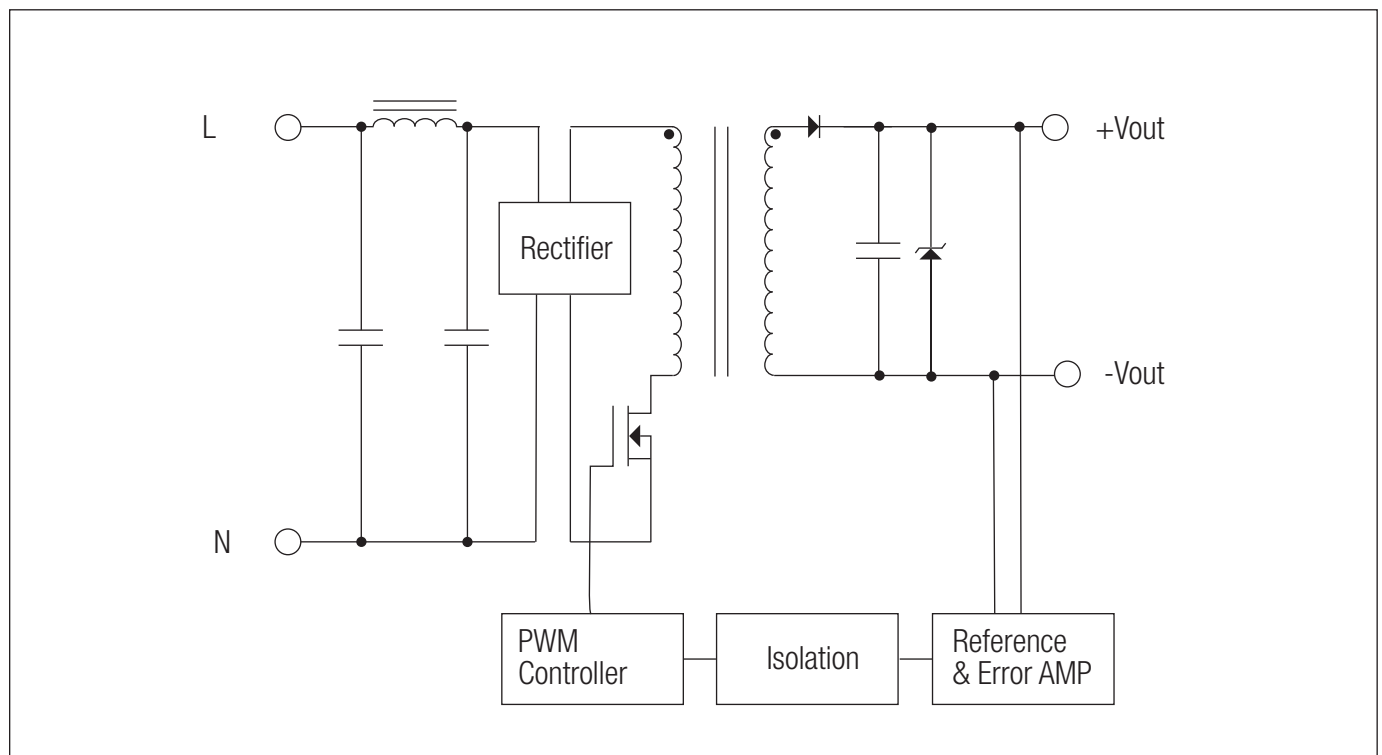 L
+Vout
Rectifier
-Vout
N
PWM
Controller
Isolation
Reference
& Error AMP